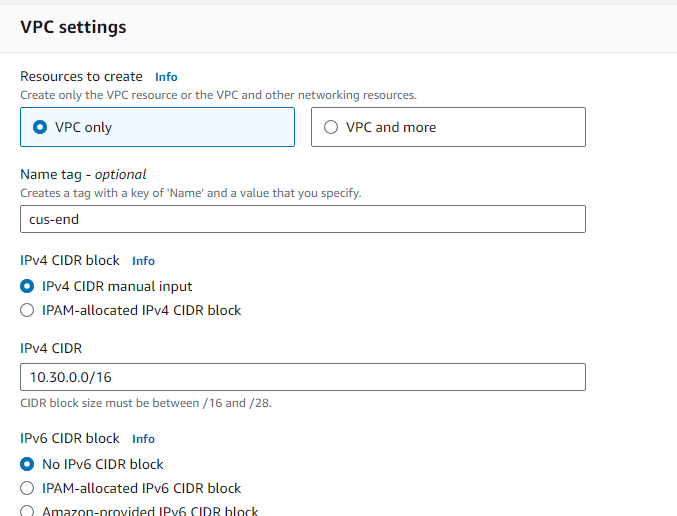 VPC settings
Resources to create Info
Create only the VPC resource or the VPC and other networking resources.
VPC only
VPC and more
Name tag - optional
Creates a tag with a key of 'Name' and a value that you specify.
cus-end
IPv4 CIDR block Info
IPv4 CIDR manual input
IPAM-allocated IPv4 CIDR block
IPv4 CIDR
10.30.0.0/16
CIDR block size must be between /16 and /28.
IPv6 CIDR block Info
No IPv6 CIDR block
IPAM-allocated IPv6 CIDR block
Amazon-provided IPv6 CIDR block